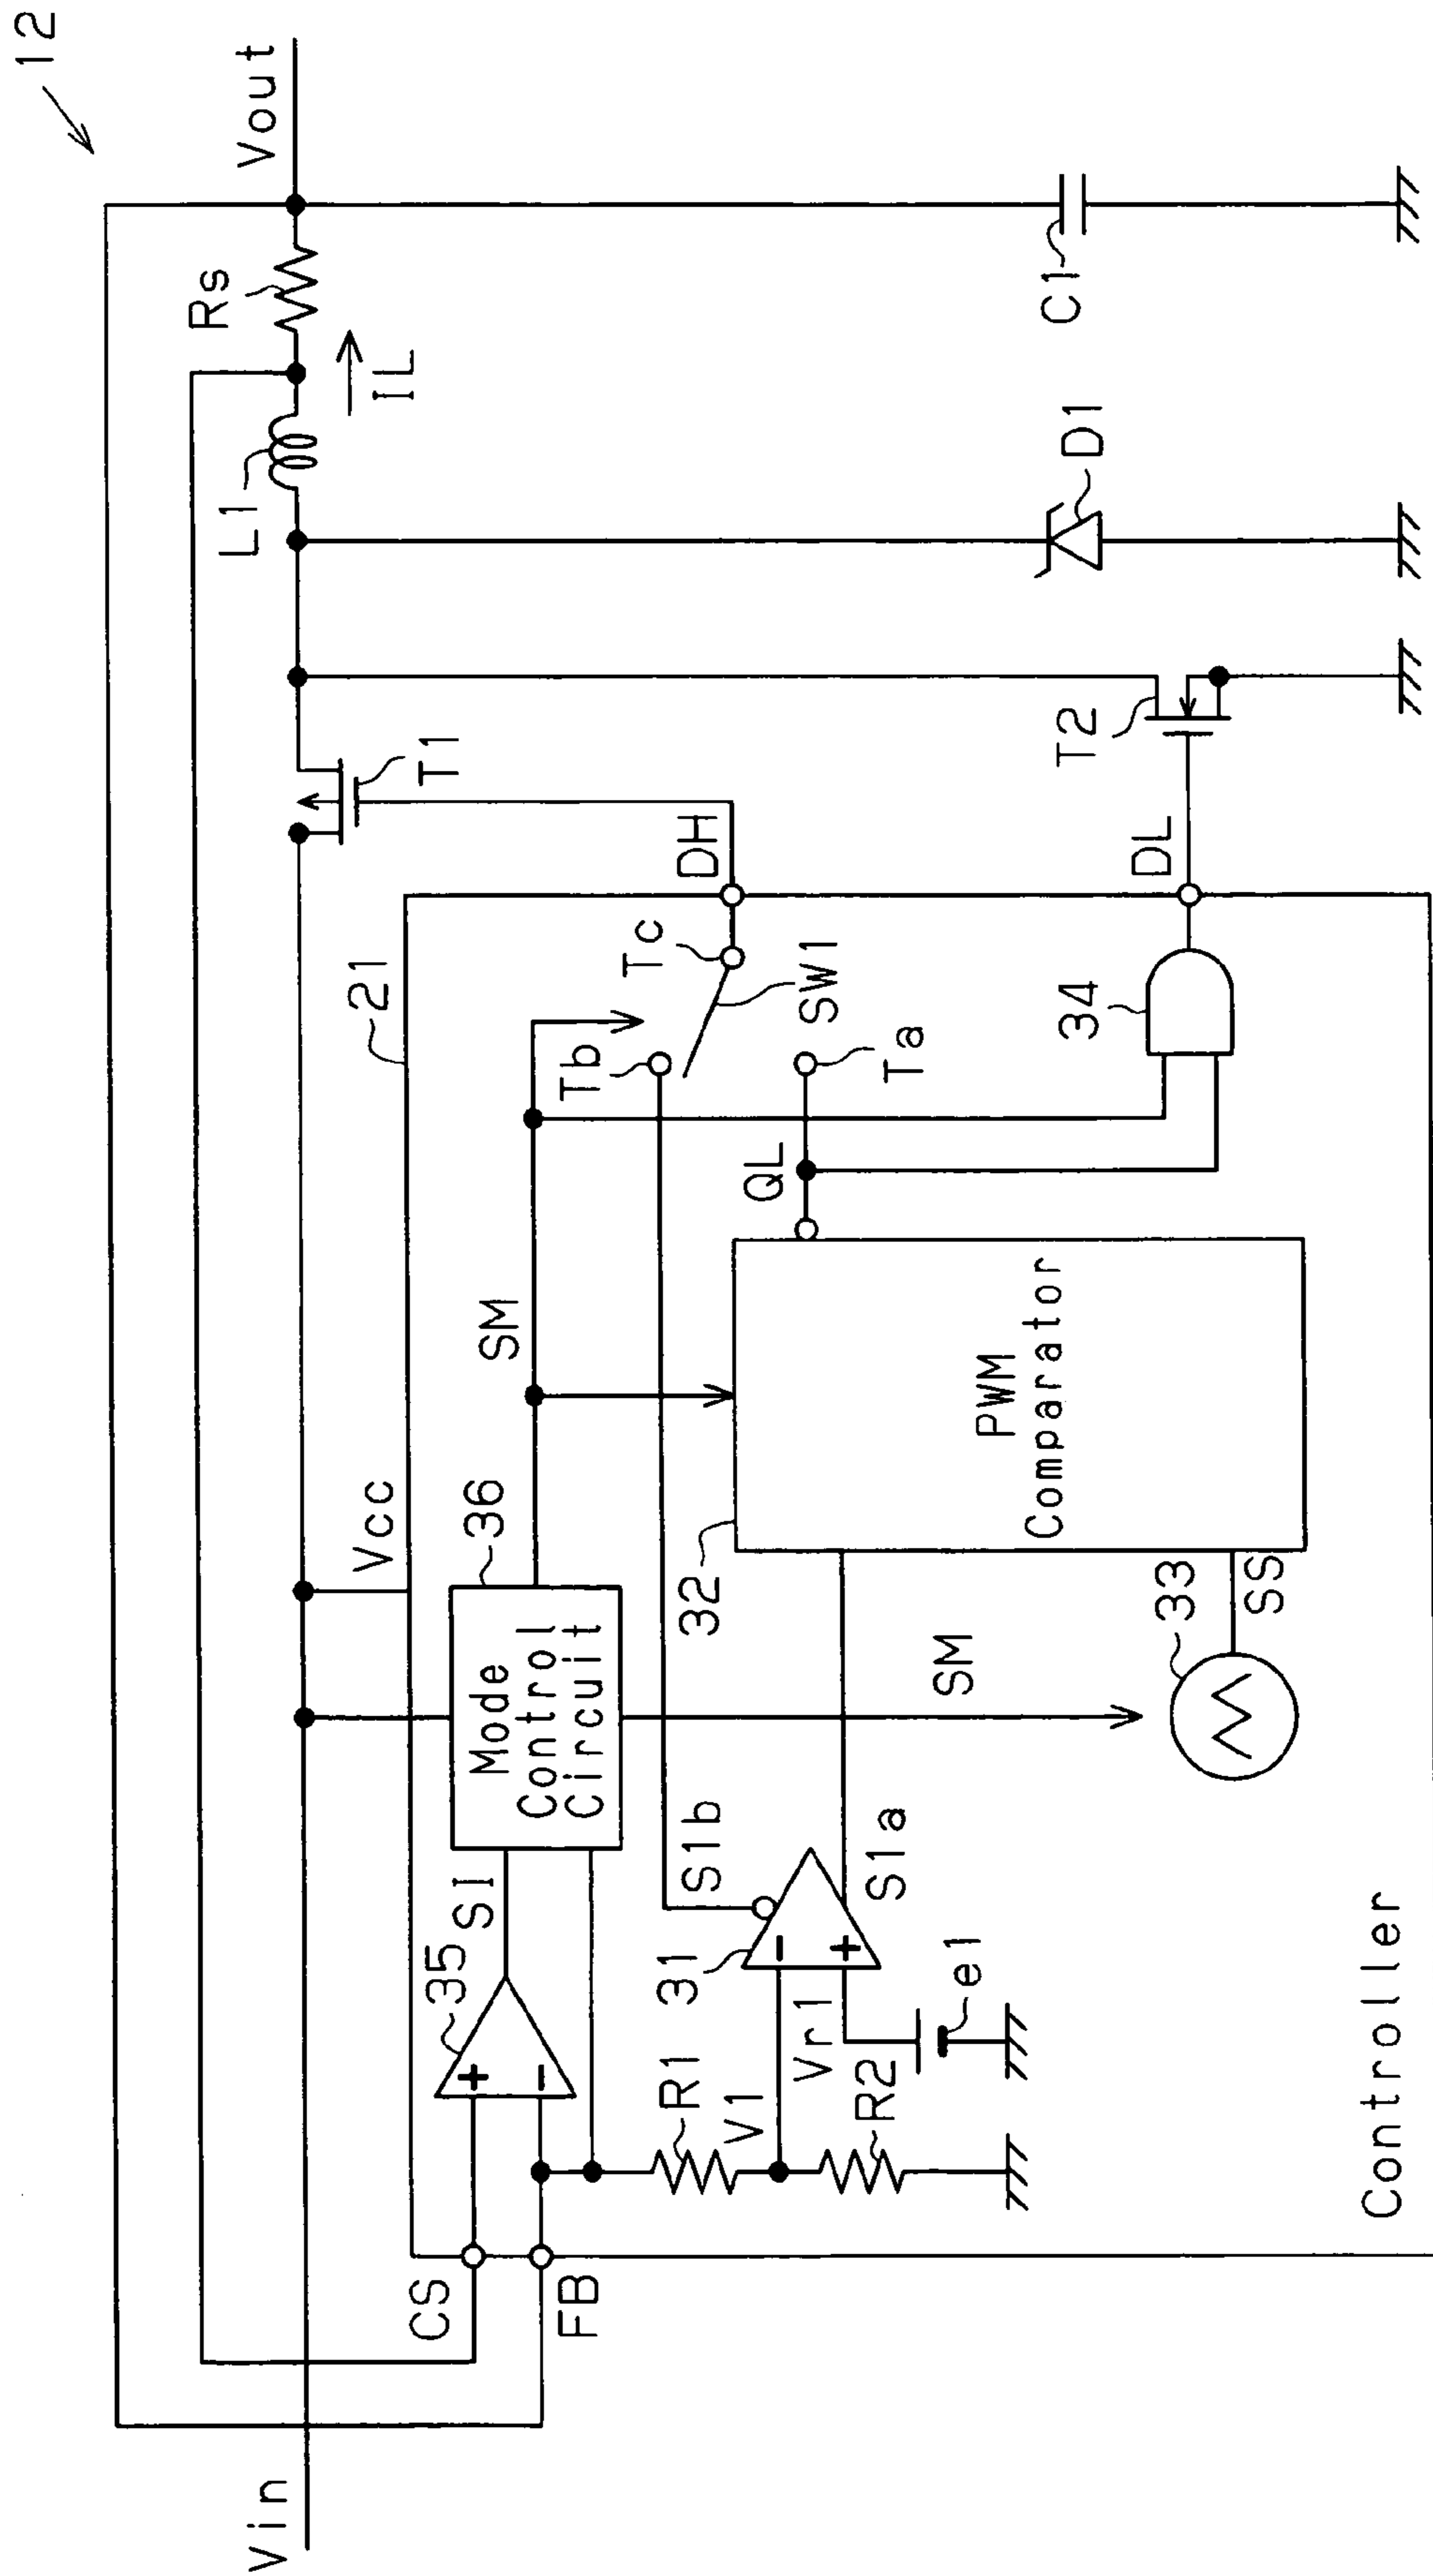 12
Vin
Vout
Rs
L1
IL
T1
T2
D1
C1
Vcc
21
CS
FB
35
SI
Mode
Control
Circuit
36
SM
SM
R1
V1
R2
Vr1
e1
31
S1b
S1a
32
PWM
Comparator
33
SS
QL
Tb
Ta
Tc
SW1
DH
34
DL
Controller